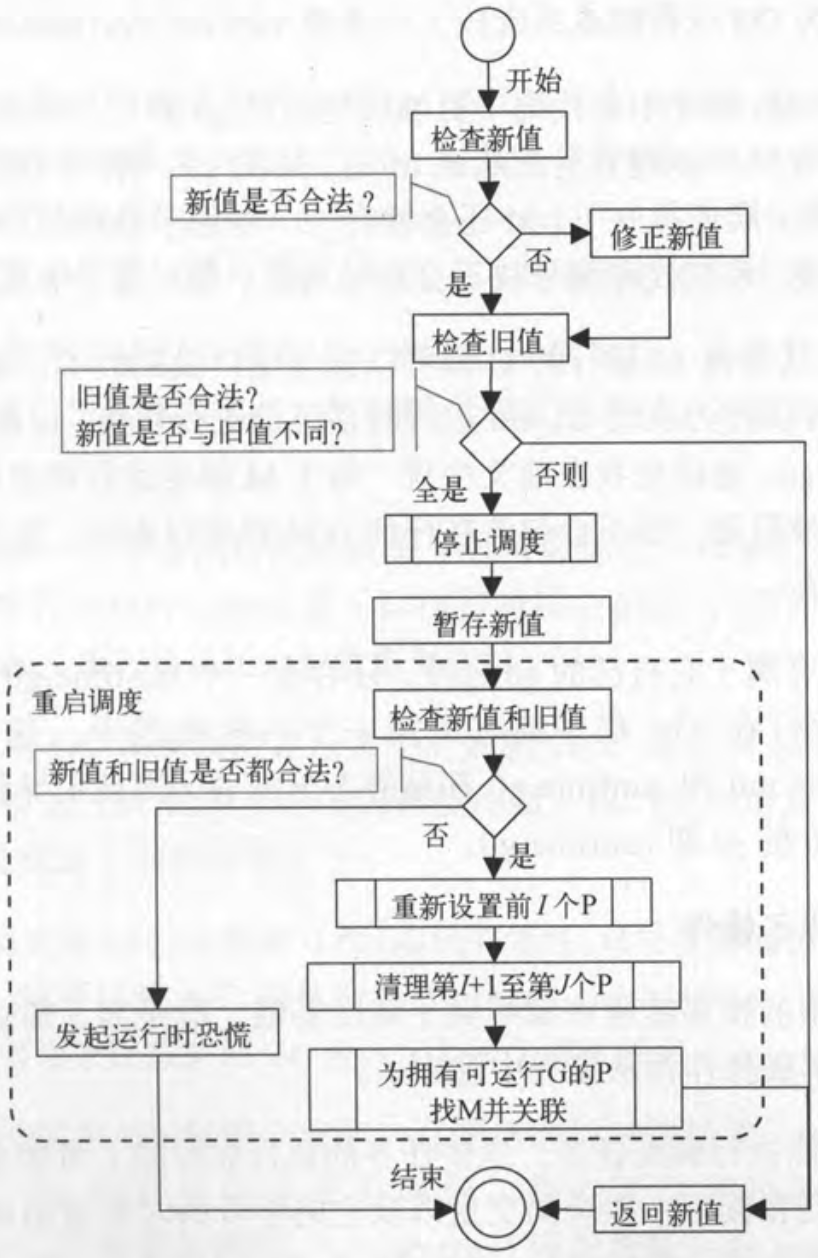 开始
检查新值
新值是否合法？
否
修正新值
是
检查旧值
旧值是否合法?
新值是否与旧值不同?
否则
全是
停止调度
暂存新值
重启调度
检查新值和旧值
新值和旧值是否都合法?
否
是
重新设置前I个P
清理第I+1至第J个P
发起运行时恐慌
为拥有可运行G的P
找M并关联
结束
返回新值